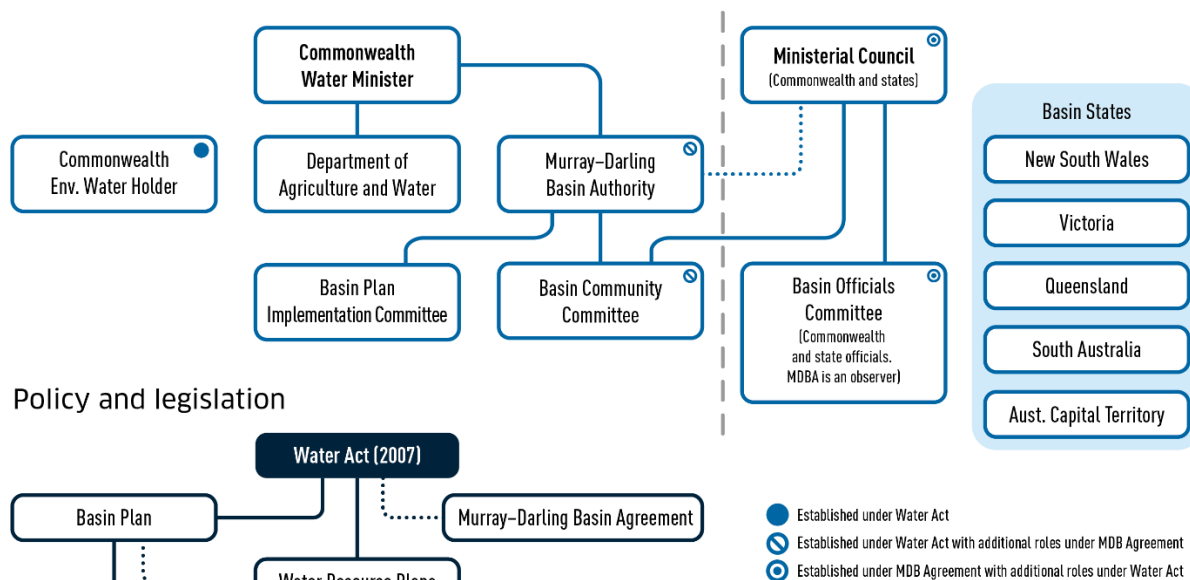 Commonwealth
Water Minister
Ministerial Council
(Commonwealth and states)
Basin States
Commonwealth
Env. Water Holder
Department of
Agriculture and Water
Murray–Darling
Basin Authority
New South Wales
Victoria
Basin Plan
Implementation Committee
Basin Community
Committee
Basin Officials
Committee
(Commonwealth
and state officials.
MDBA is an observer)
Queensland
South Australia
Aust. Capital Territory
Policy and legislation
Water Act (2007)
Basin Plan
Murray–Darling Basin Agreement
Water Resource Plans
Established under Water Act
Established under Water Act with additional roles under MDB Agreement
Established under MDB Agreement with additional roles under Water Act